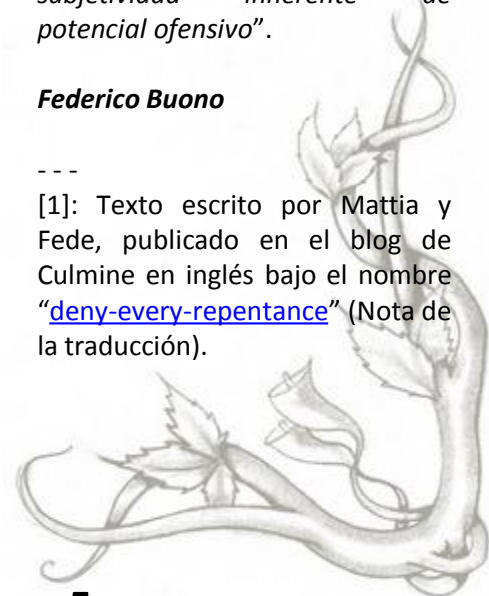 subjetividad inherente de
potencial ofensivo”.
Federico Buono
- - -
[1]: Texto escrito por Mattia y
Fede, publicado en el blog de
Culmine en inglés bajo el nombre
“deny-every-repentance” (Nota de
la traducción).